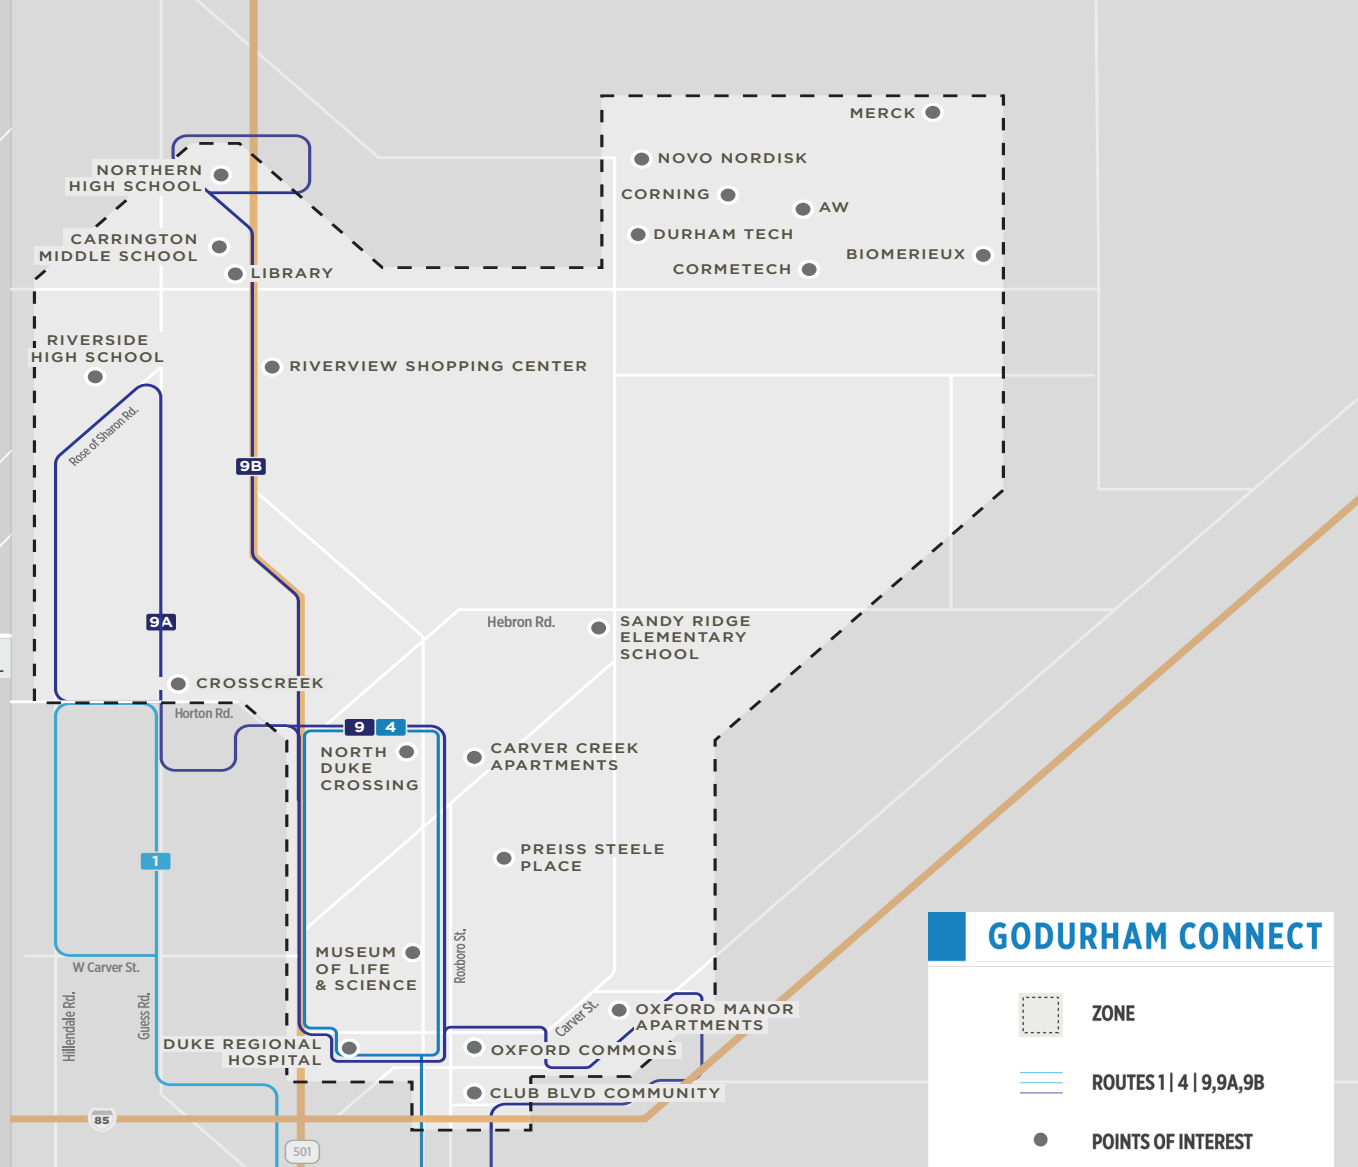 MERCK
NOVO NORDISK
NORTHERN
HIGH SCHOOL
CORNING
AW
DURHAM TECH
CARRINGTON
MIDDLE SCHOOL
BIOMERIEUX
LIBRARY
CORMETECH
RIVERSIDE
HIGH SCHOOL
RIVERVIEW SHOPPING CENTER
Rose of Sharon Rd.
9B
9A
Hebron Rd.
SANDY RIDGE
ELEMENTARY
SCHOOL
CROSSCREEK
Horton Rd.
9 4
NORTH
DUKE
CROSSING
CARVER CREEK
APARTMENTS
1
PREISS STEELE
PLACE
MUSEUM
OF LIFE
& SCIENCE
Roxboro St.
W Carver St.
Hillendale Rd.
Guess Rd.
Carver St.
OXFORD MANOR
APARTMENTS
DUKE REGIONAL
HOSPITAL
OXFORD COMMONS
CLUB BLVD COMMUNITY
85
501
GODURHAM CONNECT
ZONE
ROUTES 1 | 4 | 9,9A,9B
POINTS OF INTEREST